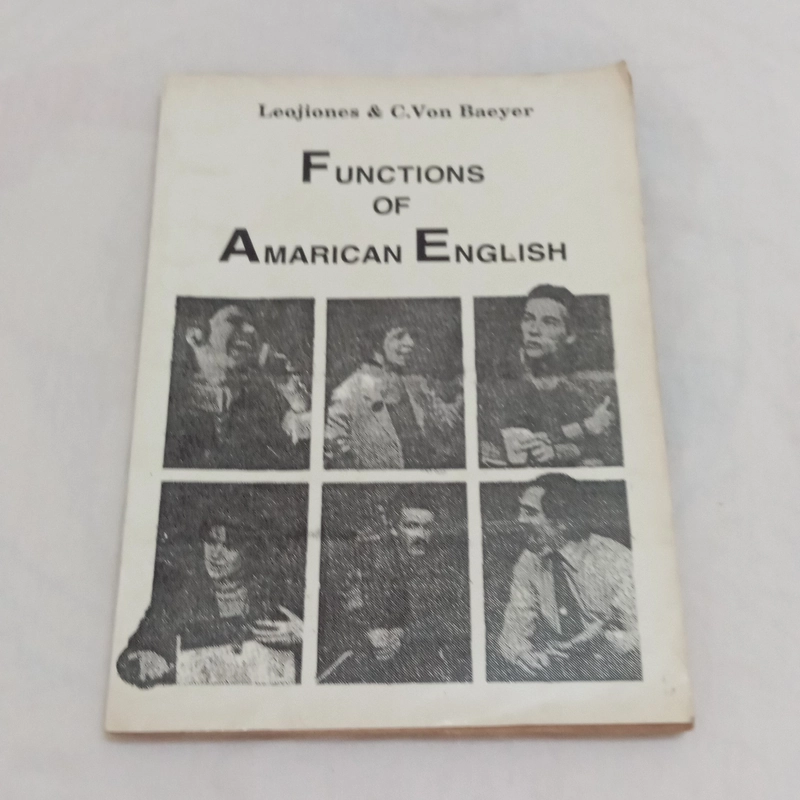 Leojiones & C.Von Baeyer
FUNCTIONS
OF
AMARICAN ENGLISH